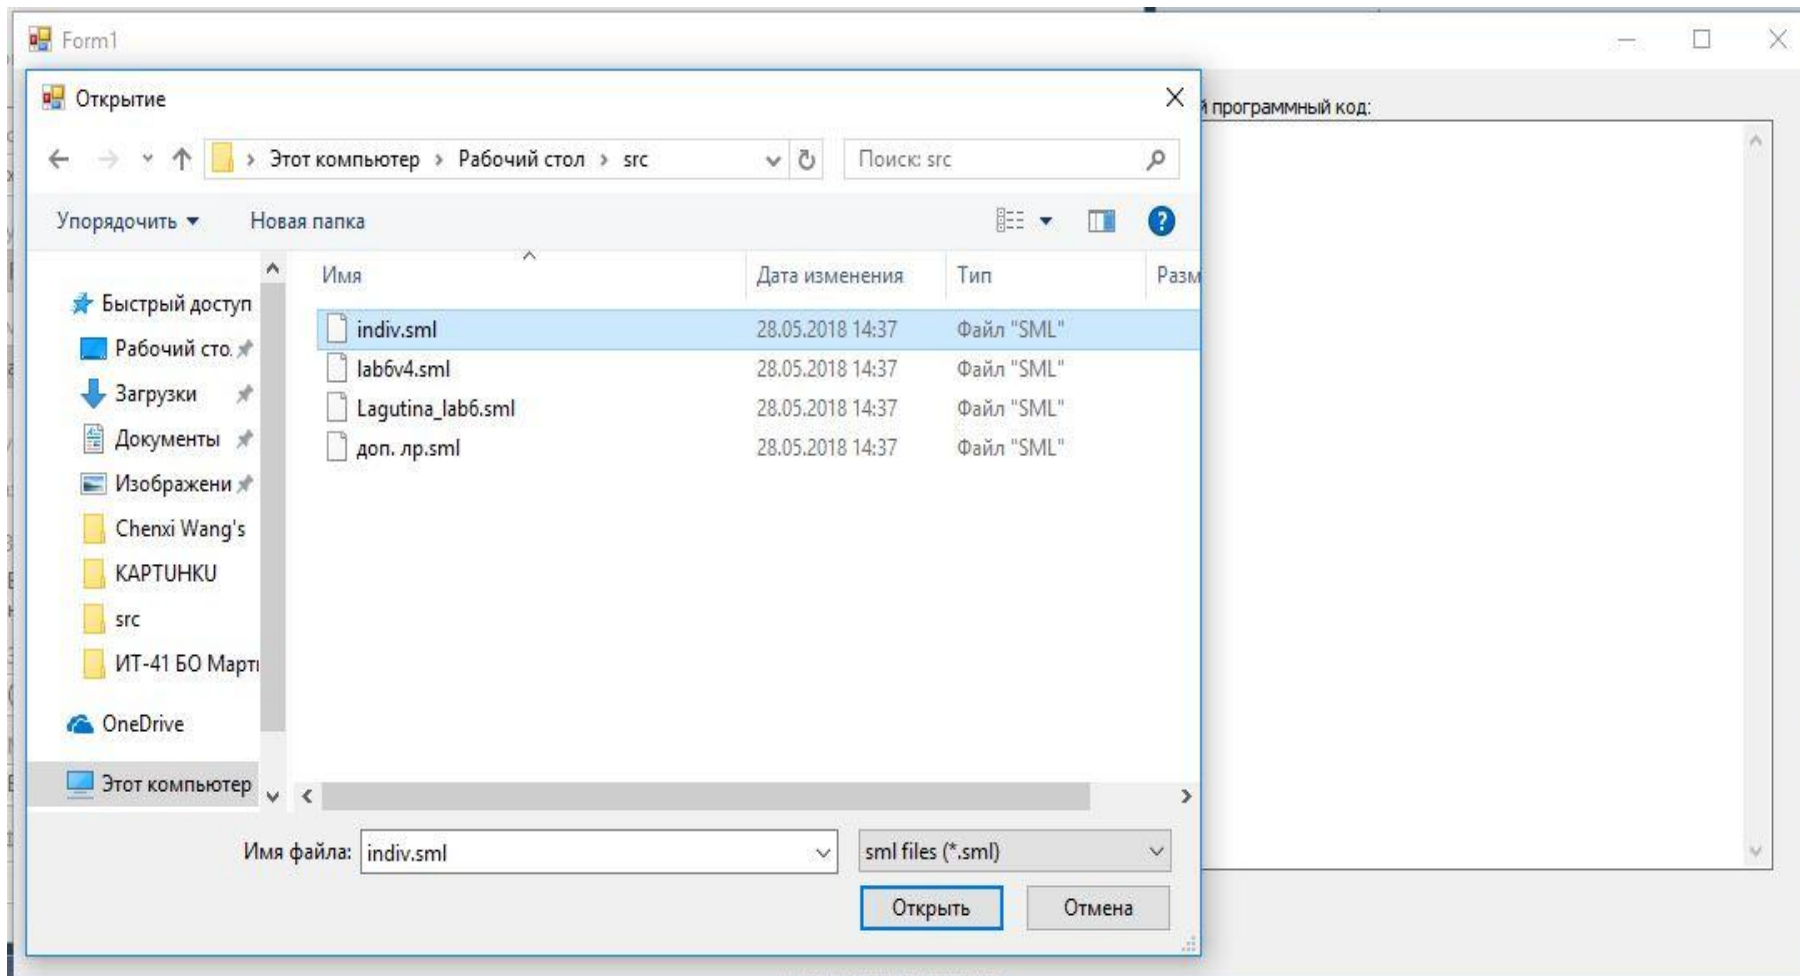 Form1
Открытие
й программный код:
Этот компьютер › Рабочий стол › src
Поиск: src
Упорядочить
Новая папка
Имя
Дата изменения
Тип
Разм
Быстрый доступ
Рабочий сто.
Загрузки
Документы
Изображени
Chenxi Wang's
KAPTUHKU
src
ИТ-41 БО Март
OneDrive
Этот компьютер
indiv.sml 28.05.2018 14:37 Файл "SML"
lab6v4.sml 28.05.2018 14:37 Файл "SML"
Lagutina_lab6.sml 28.05.2018 14:37 Файл "SML"
доп. лр.sml 28.05.2018 14:37 Файл "SML"
Имя файла: indiv.sml
sml files (*.sml)
Открыть
Отмена